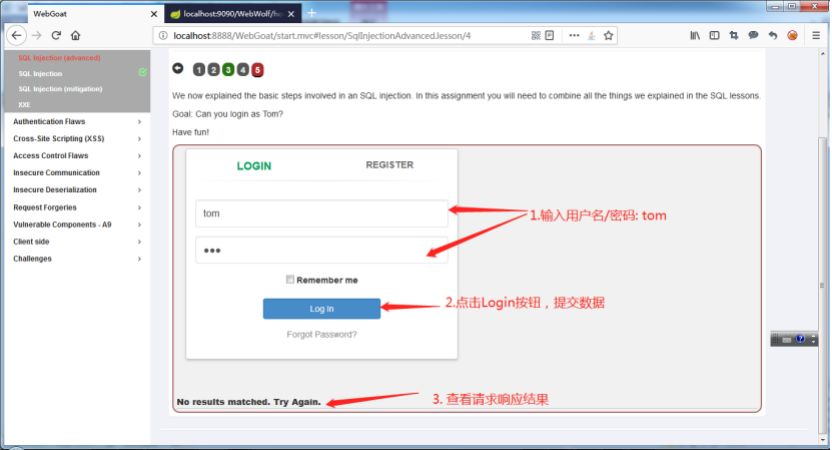 WebGoat
localhost:9090/WebWolf/ho
localhost:8888/WebGoat/start.mvc#lesson/SqlInjectionAdvanced.lesson/4
SQL Injection (advanced)
SQL Injection
SQL Injection (mitigation)
XXE
Authentication Flaws
Cross-Site Scripting (XSS)
Access Control Flaws
Insecure Communication
Insecure Deserialization
Request Forgeries
Vulnerable Components - A9
Client side
Challenges
1 2 3 4 5
We now explained the basic steps involved in an SQL injection. In this assignment you will need to combine all the things we explained in the SQL lessons.
Goal: Can you login as Tom?
Have fun!
LOGIN REGISTER
tom
1.输入用户名/密码: tom
•••
Remember me
Log In
2.点击Login按钮，提交数据
Forgot Password?
No results matched. Try Again.
3. 查看请求响应结果